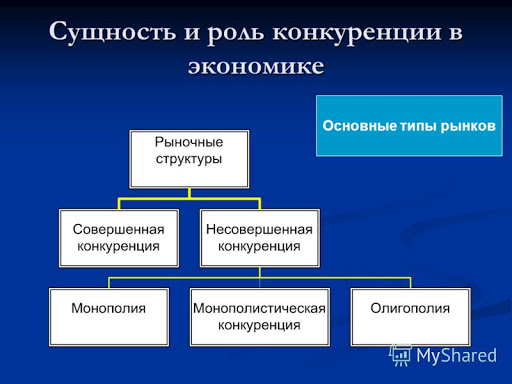 Сущность и роль конкуренции в
экономике
Основные типы рынков
Рыночные
структуры
Совершенная
конкуренция
Несовершенная
конкуренция
Монополия
Монополистическая
конкуренция
Олигополия
MyShared